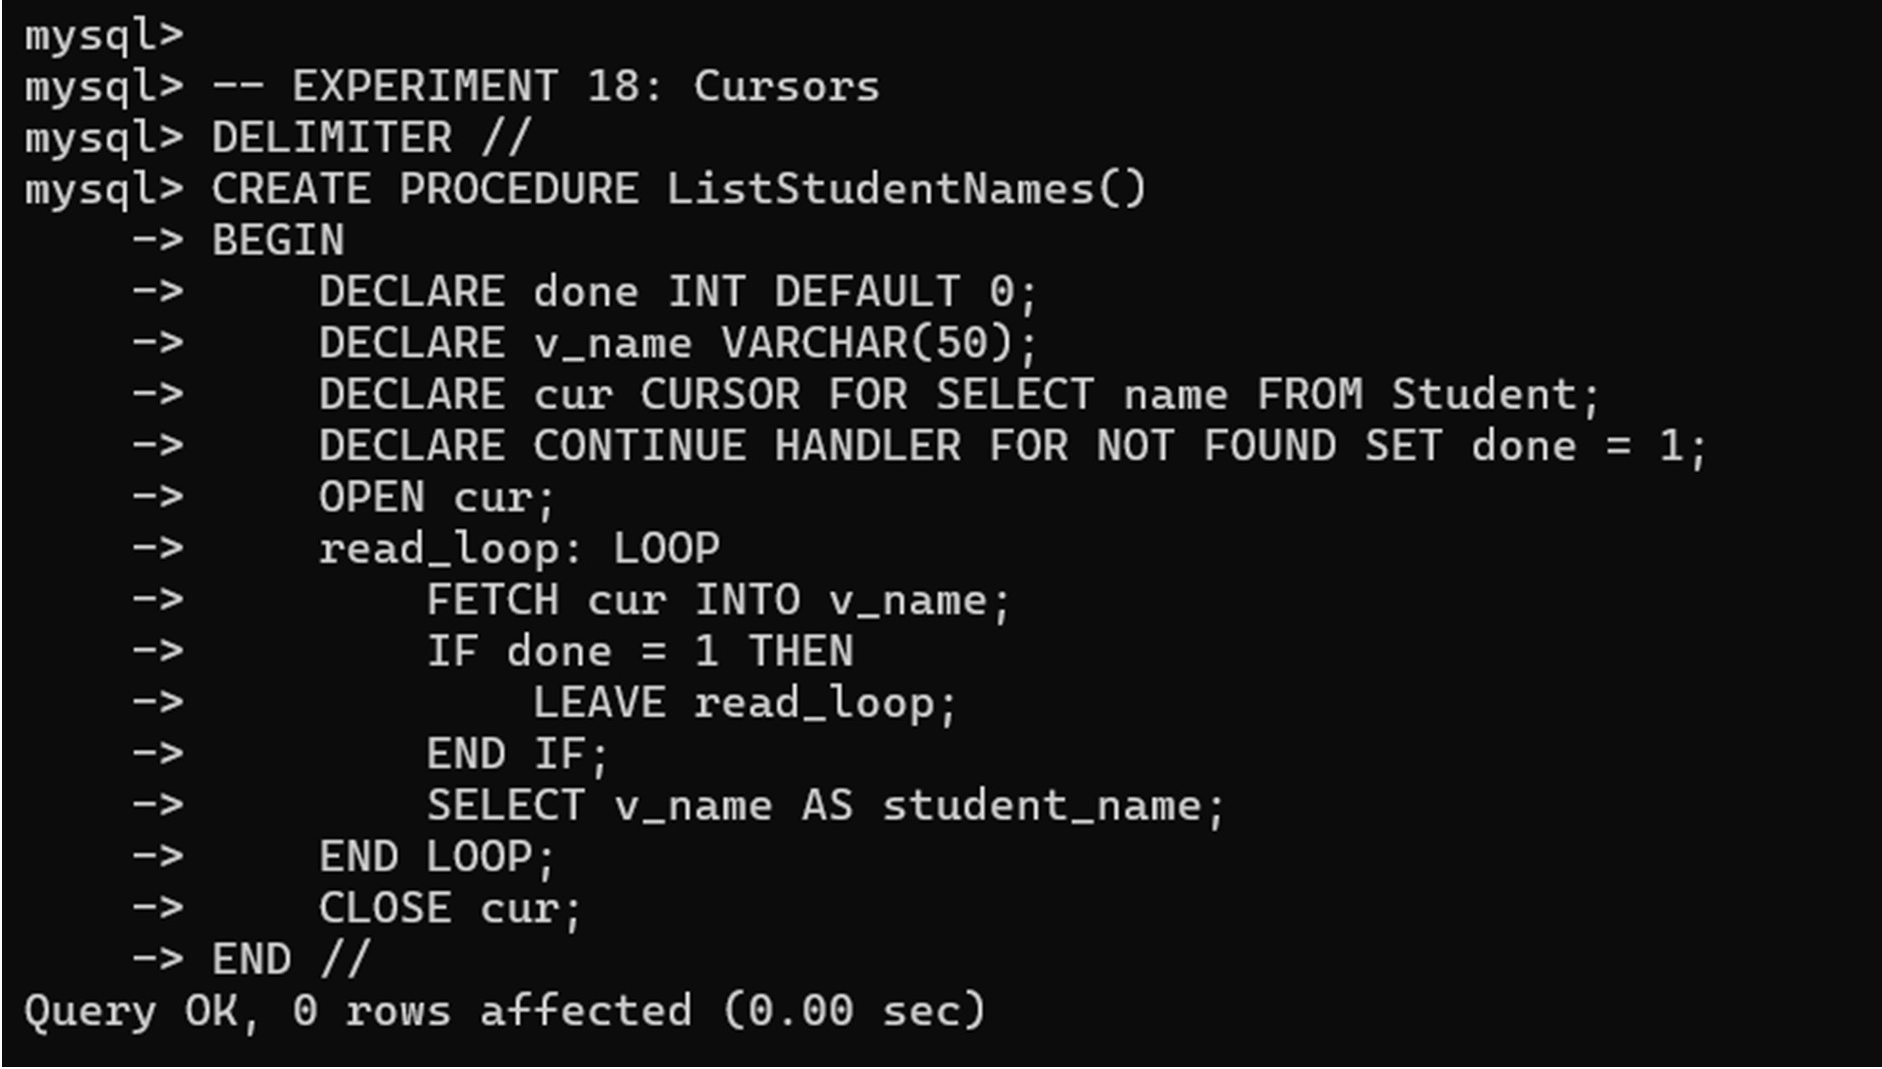 mysql>
mysql> -- EXPERIMENT 18: Cursors
mysql> DELIMITER //
mysql> CREATE PROCEDURE ListStudentNames()
    -> BEGIN
    ->     DECLARE done INT DEFAULT 0;
    ->     DECLARE v_name VARCHAR(50);
    ->     DECLARE cur CURSOR FOR SELECT name FROM Student;
    ->     DECLARE CONTINUE HANDLER FOR NOT FOUND SET done = 1;
    ->     OPEN cur;
    ->     read_loop: LOOP
    ->         FETCH cur INTO v_name;
    ->         IF done = 1 THEN
    ->             LEAVE read_loop;
    ->         END IF;
    ->         SELECT v_name AS student_name;
    ->     END LOOP;
    ->     CLOSE cur;
    -> END //
Query OK, 0 rows affected (0.00 sec)